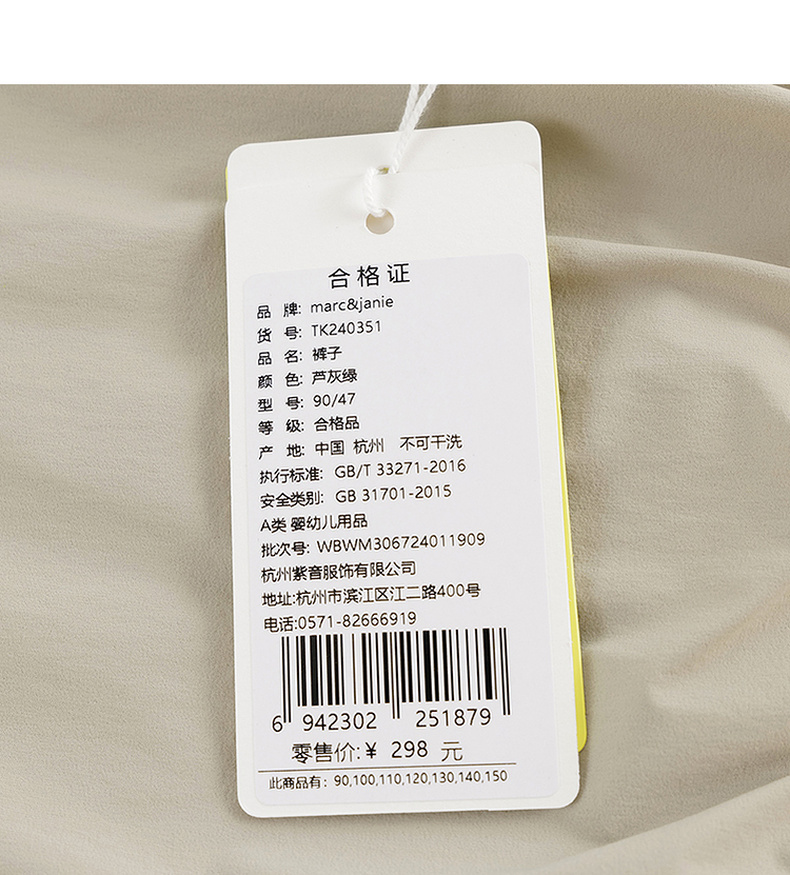 合格证
品 牌: marc&janie
货 号: TK240351
品 名: 裤子
颜 色: 芦灰绿
型 号: 90/47
等 级: 合格品
产 地: 中国 杭州 不可干洗
执行标准: GB/T 33271-2016
安全类别: GB 31701-2015
A类 婴幼儿用品
批次号: WBWM306724011909
杭州紫音服饰有限公司
地址:杭州市滨江区江二路400号
电话:0571-82666919
6 942302 251879
零售价:¥ 298 元
此商品有: 90,100,110,120,130,140,150